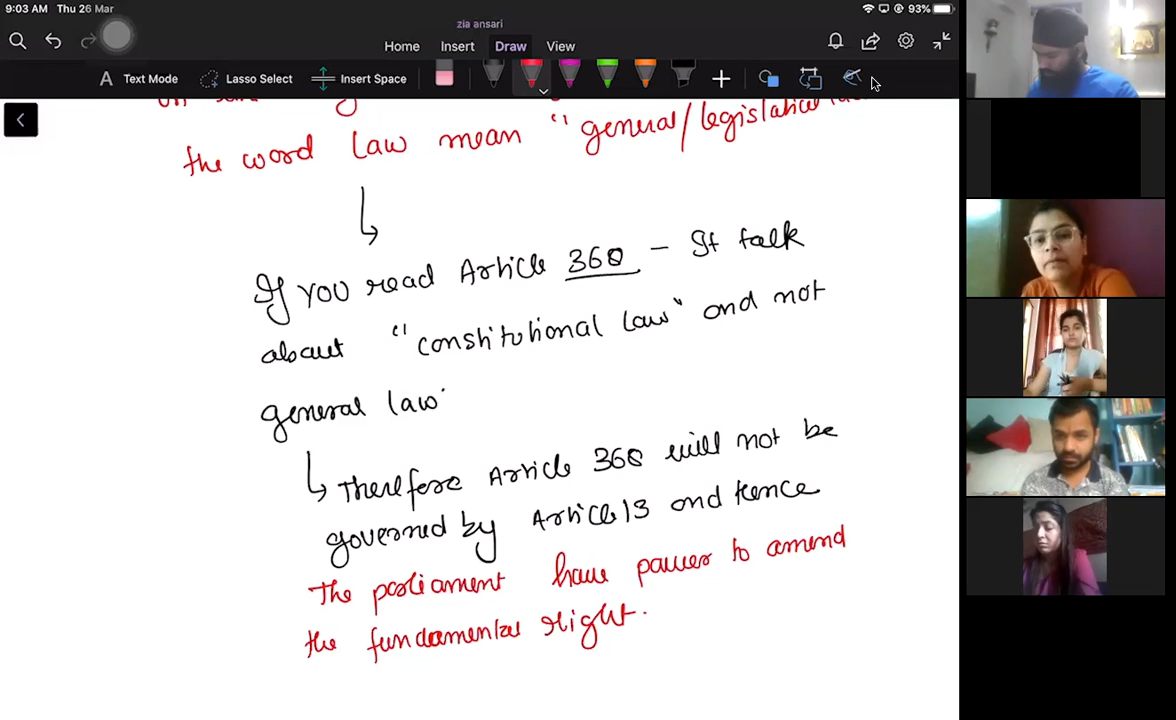 9:03 AM Thu 26 Mar
93%
zia ansari
Home Insert Draw View
Text Mode Lasso Select Insert Space
the word law mean "general/legislative
If you read Article 368 - It talk
about "constitutional law" and not
general law
Therefore Article 368 will not be
governed by Article 13 and Hence
The parliament have power to amend
the fundamental right.